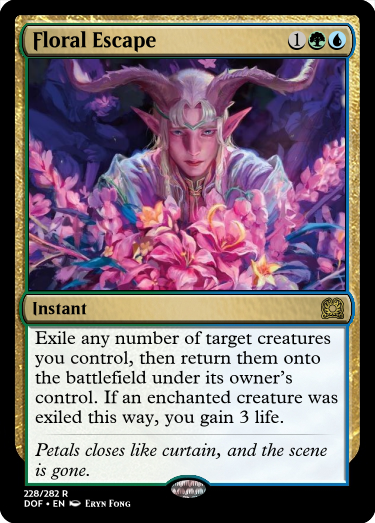 Floral Escape 1
Instant
Exile any number of target creatures
you control, then return them onto
the battlefield under its owner's
control. If an enchanted creature was
exiled this way, you gain 3 life.
Petals closes like curtain, and the scene
is gone.
228/282 R
DOF • EN Eryn Fong